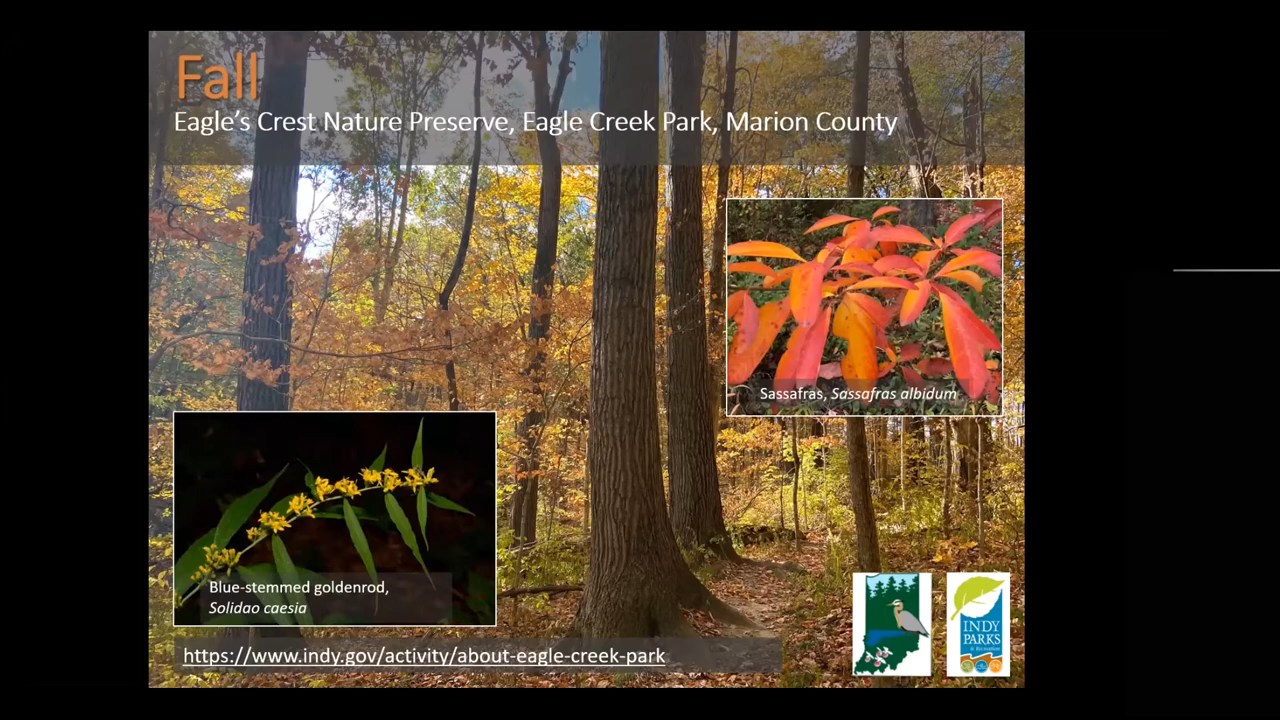 Fall
Eagle's Crest Nature Preserve, Eagle Creek Park, Marion County
Sassafras, Sassafras albidum
Blue-stemmed goldenrod,
Solidao caesia
https://www.indy.gov/activity/about-eagle-creek-park
INDY
PARKS
& Recreation